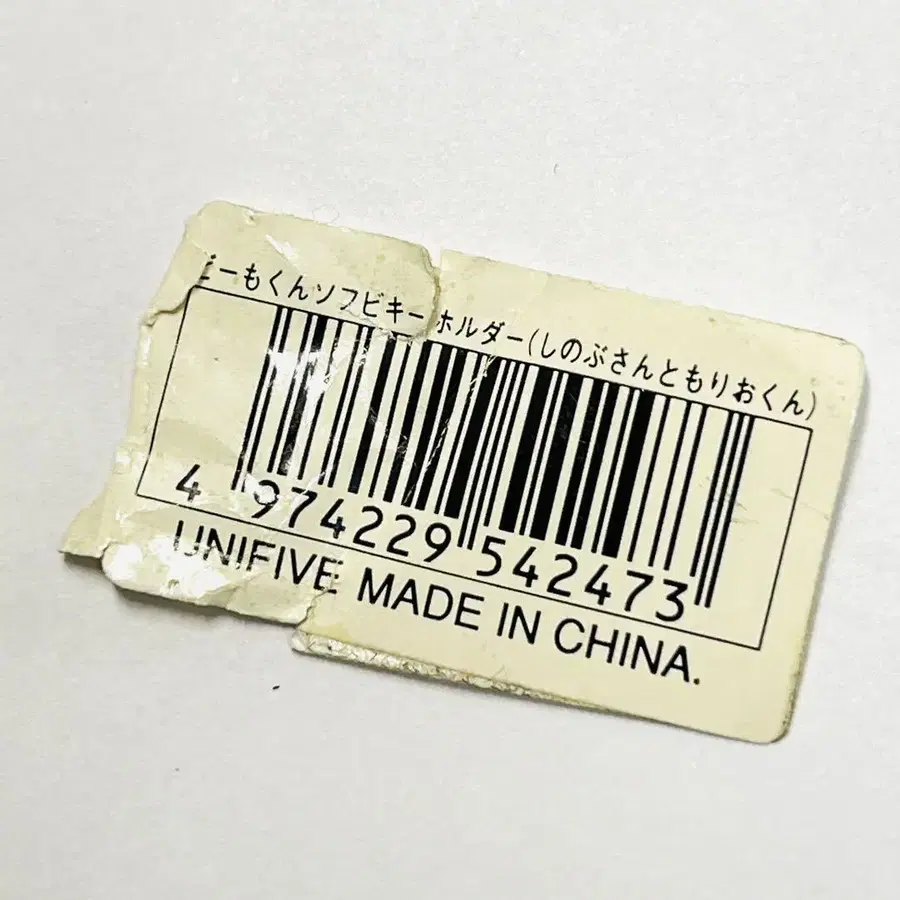 どーもくんソフビキーホルダー(しのぶさんともりおくん)
4 974229 542473
UNIFIVE MADE IN CHINA.